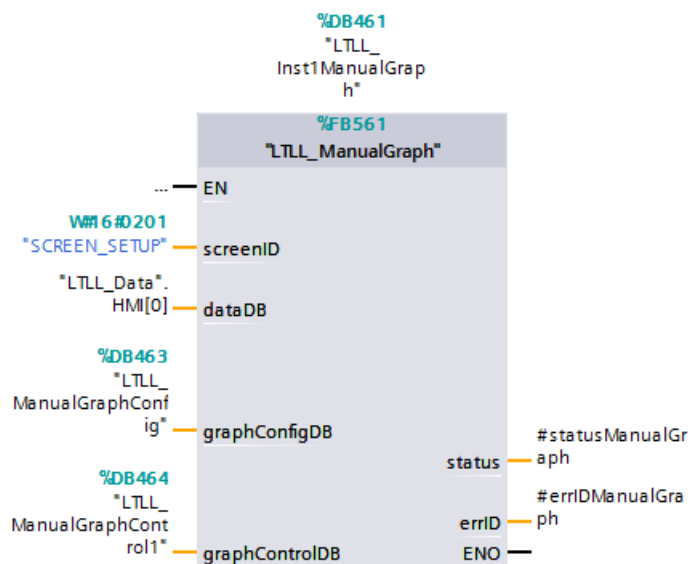 %DB461
"LTLL_
Inst1ManualGrap
h"
%FB561
"LTLL_ManualGraph"
... EN
W#16#0201
"SCREEN_SETUP" screenID
"LTLL_Data".
HMI[0] dataDB
%DB463
"LTLL_
ManualGraphConf
ig" graphConfigDB
%DB464
"LTLL_
ManualGraphCont
rol1" graphControlDB
status #statusManualGr
aph
errID #errIDManualGra
ph
ENO